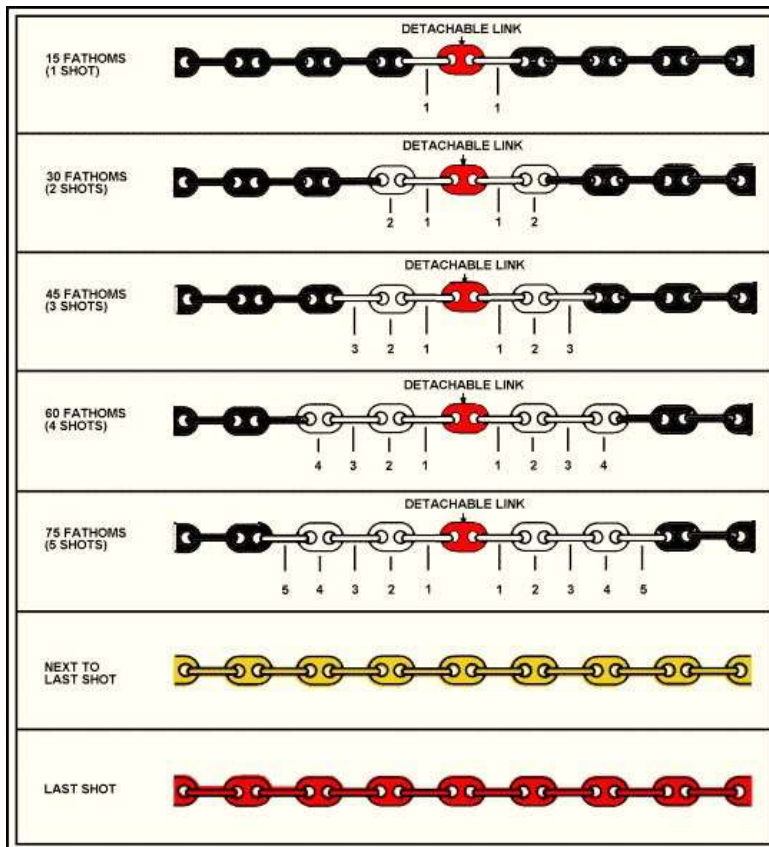 DETACHABLE LINK
15 FATHOMS
(1 SHOT)
1 1
DETACHABLE LINK
30 FATHOMS
(2 SHOTS)
2 1 1 2
DETACHABLE LINK
45 FATHOMS
(3 SHOTS)
3 2 1 1 2 3
DETACHABLE LINK
60 FATHOMS
(4 SHOTS)
4 3 2 1 1 2 3 4
DETACHABLE LINK
75 FATHOMS
(5 SHOTS)
5 4 3 2 1 1 2 3 4 5
NEXT TO
LAST SHOT
LAST SHOT